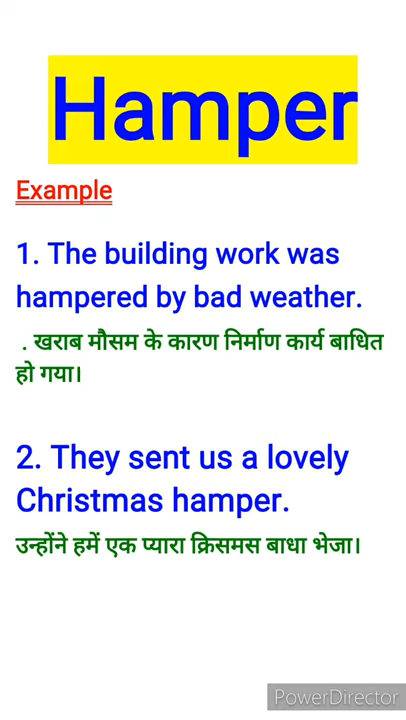 Hamper
Example
1. The building work was
hampered by bad weather.
. खराब मौसम के कारण निर्माण कार्य बाधित
हो गया।
2. They sent us a lovely
Christmas hamper.
उन्होंने हमें एक प्यारा क्रिसमस बाधा भेजा।
PowerDirector